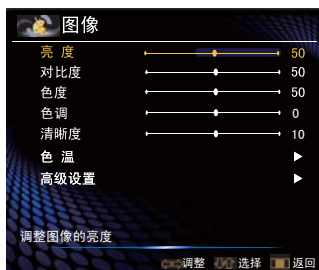 图像
亮 度 50
对比度 50
色度 50
色调 0
清晰度 10
色 温
高级设置
调整图像的亮度
调整 选择 返回